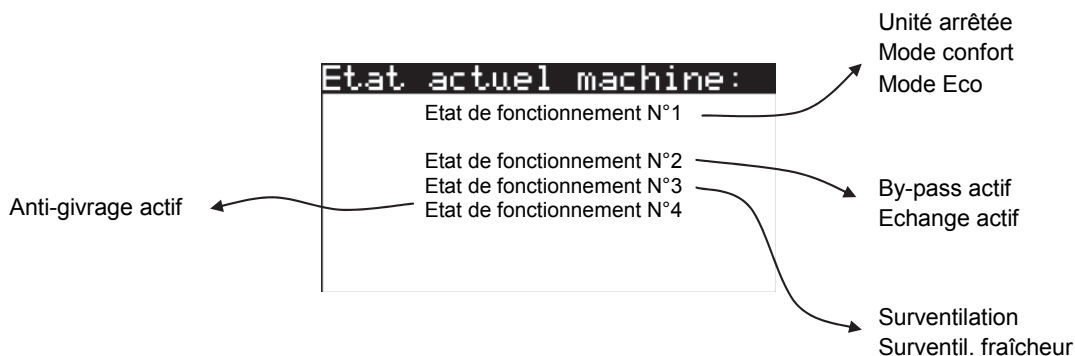 Unité arrêtée
Mode confort
Mode Eco
Etat actuel machine:
Etat de fonctionnement N°1
Etat de fonctionnement N°2
Etat de fonctionnement N°3
Etat de fonctionnement N°4
Anti-givrage actif
By-pass actif
Echange actif
Surventilation
Surventil. fraîcheur